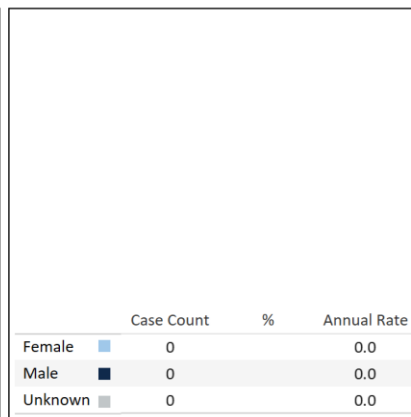 Case Count % Annual Rate
Female 0 0.0
Male 0 0.0
Unknown 0 0.0